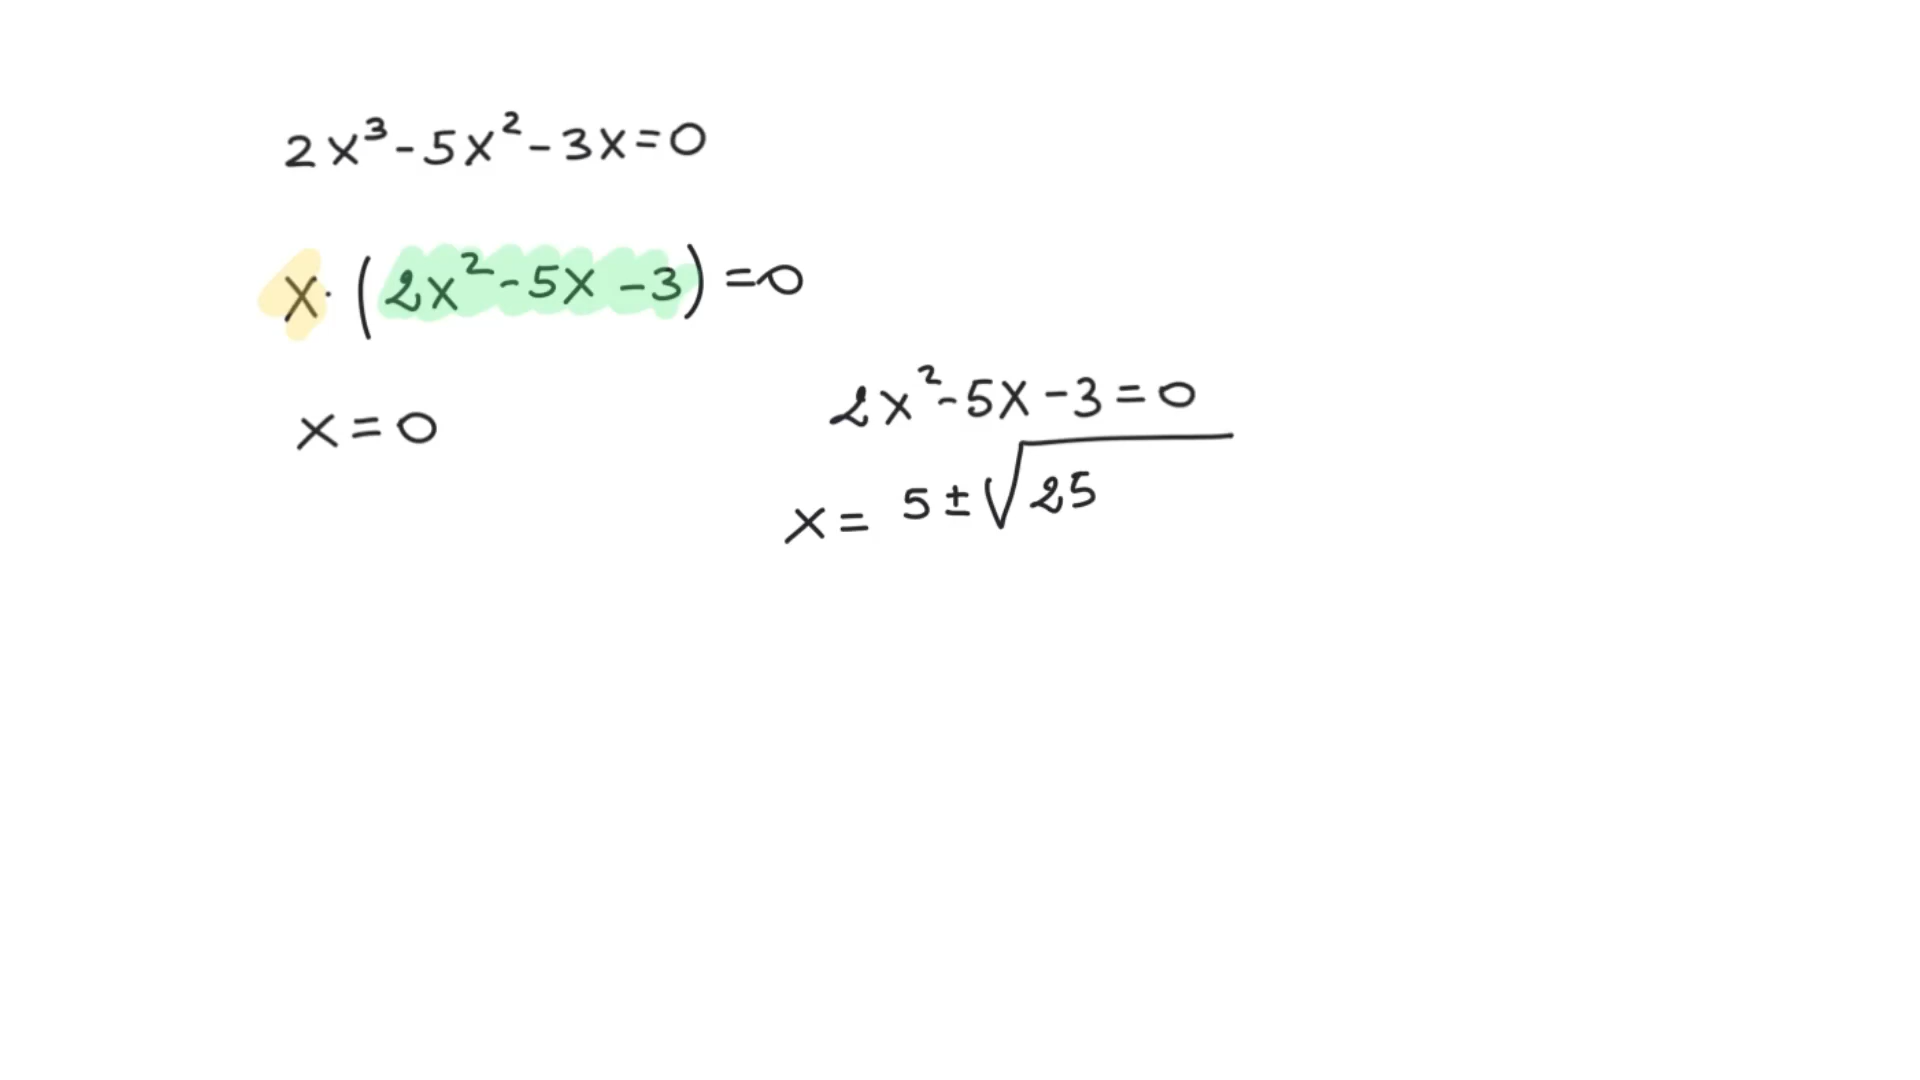 2x³-5x²-3x=0
x·(2x²-5x-3)=0
x=0
2x²-5x-3=0
x= 5±√25